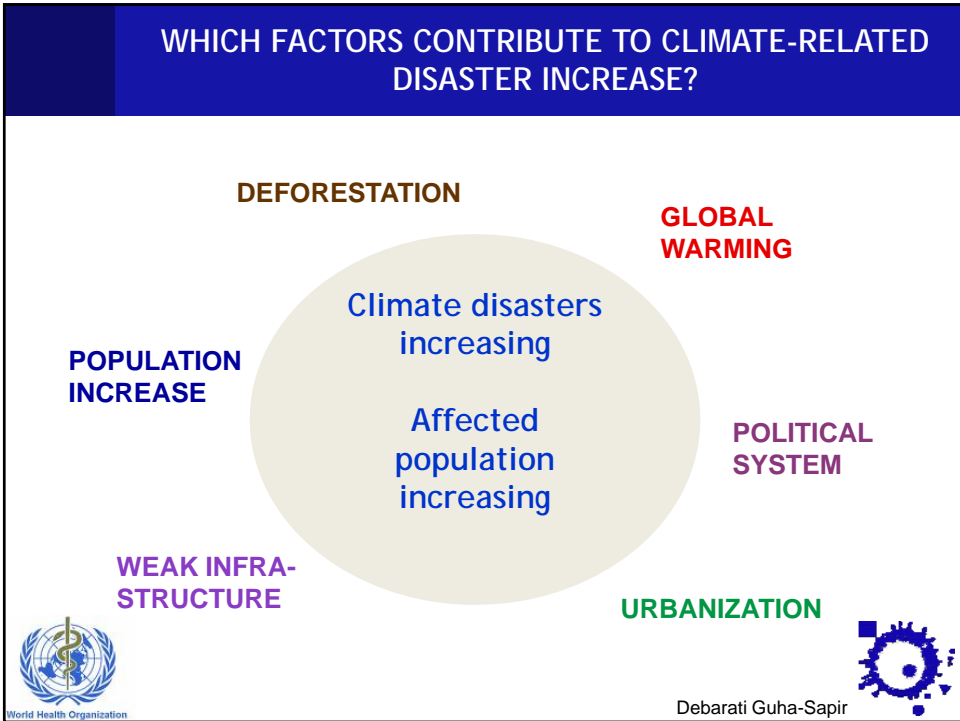 WHICH FACTORS CONTRIBUTE TO CLIMATE-RELATED
DISASTER INCREASE?
DEFORESTATION
GLOBAL
WARMING
Climate disasters
increasing
POPULATION
INCREASE
Affected
population
increasing
POLITICAL
SYSTEM
WEAK INFRA-
STRUCTURE
URBANIZATION
World Health Organization
Debarati Guha-Sapir